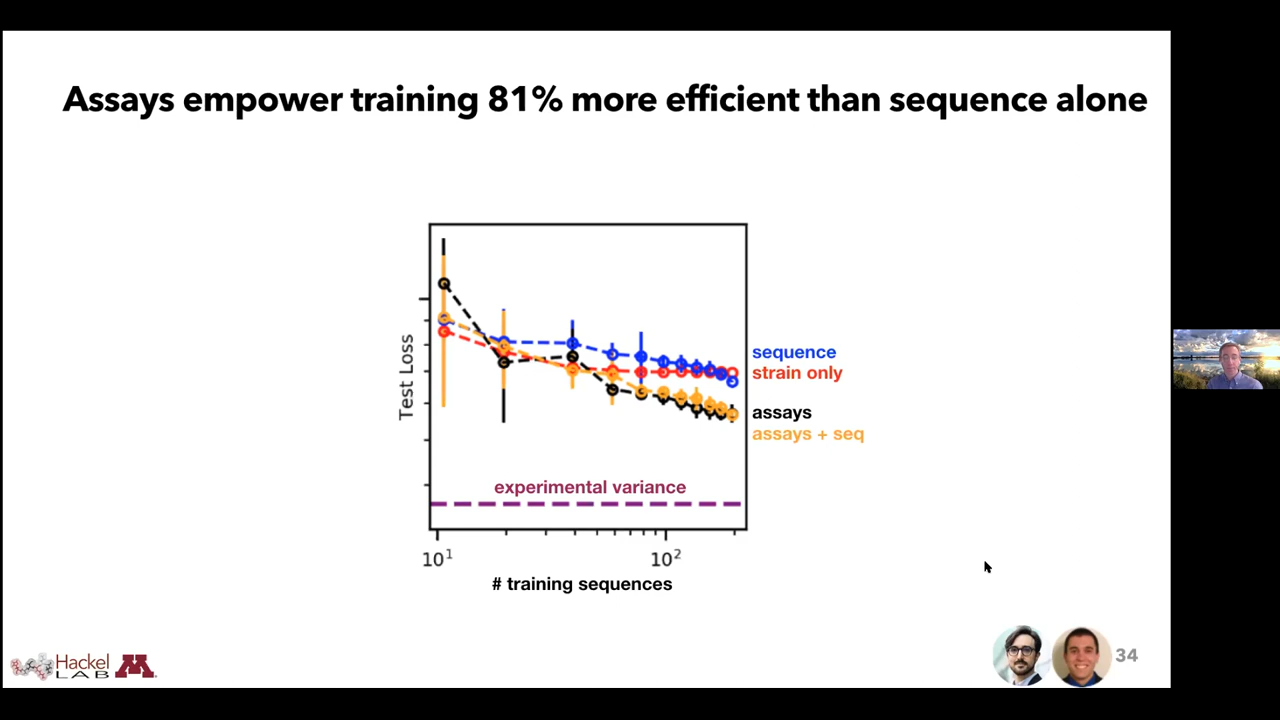 Assays empower training 81% more efficient than sequence alone
Test Loss
sequence
strain only
assays
assays + seq
experimental variance
10¹
10²
# training sequences
Hackel
LAB
M
34